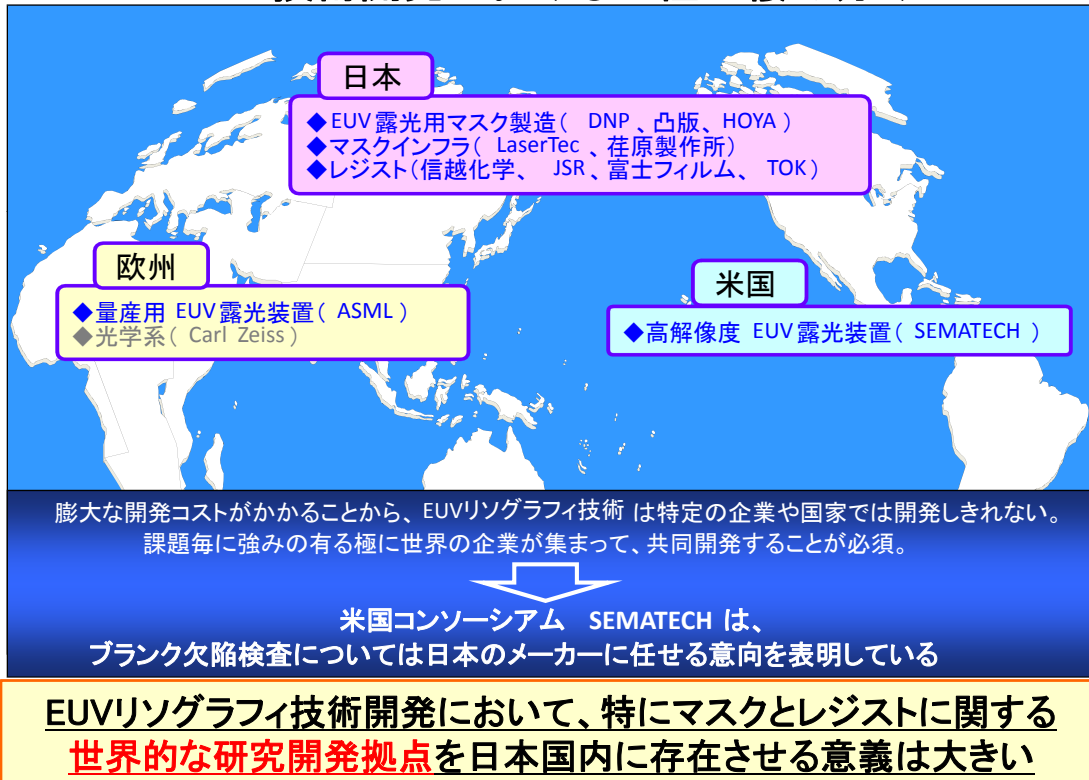 日本
◆EUV露光用マスク製造( DNP、凸版、HOYA )
◆マスクインフラ( LaserTec、荏原製作所)
◆レジスト(信越化学、 JSR、富士フィルム、 TOK )
欧州
◆量産用 EUV露光装置( ASML )
◆光学系( Carl Zeiss )
米国
◆高解像度 EUV露光装置( SEMATECH )
膨大な開発コストがかかることから、EUVリソグラフィ技術 は特定の企業や国家では開発しきれない。
課題毎に強みの有る極に世界の企業が集まって、共同開発することが必須。
米国コンソーシアム SEMATECH は、
ブランク欠陥検査については日本のメーカーに任せる意向を表明している
EUVリソグラフィ技術開発において、特にマスクとレジストに関する
世界的な研究開発拠点を日本国内に存在させる意義は大きい